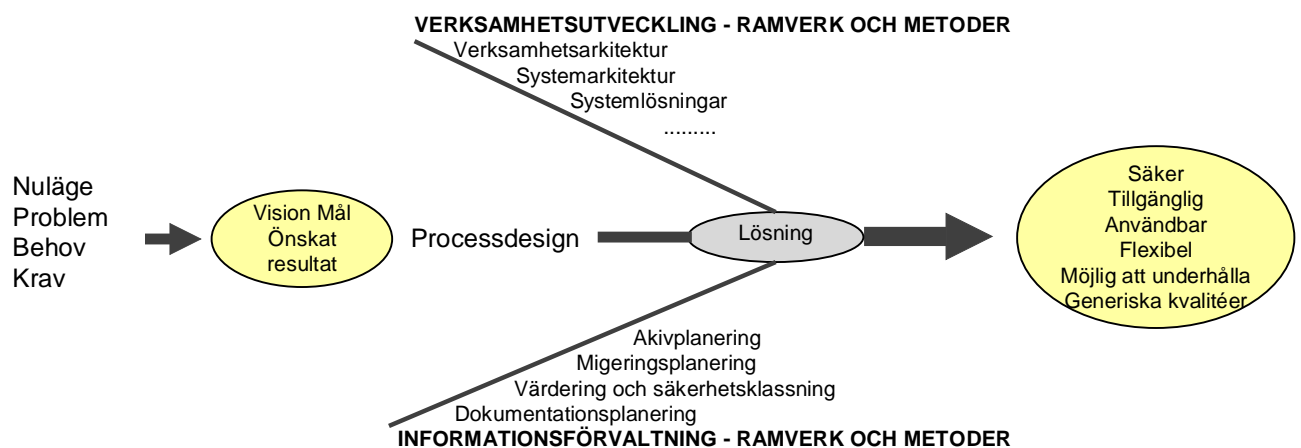 VERKSAMHETSUTVECKLING - RAMVERK OCH METODER
Verksamhetsarkitektur
Systemarkitektur
Systemlösningar
.........
Nuläge
Problem
Behov
Krav
Vision Mål
Önskat
resultat
Processdesign
Lösning
Säker
Tillgänglig
Användbar
Flexibel
Möjlig att underhålla
Generiska kvalitéer
Akivplanering
Migeringsplanering
Värdering och säkerhetsklassning
Dokumentationsplanering
INFORMATIONSFÖRVALTNING - RAMVERK OCH METODER